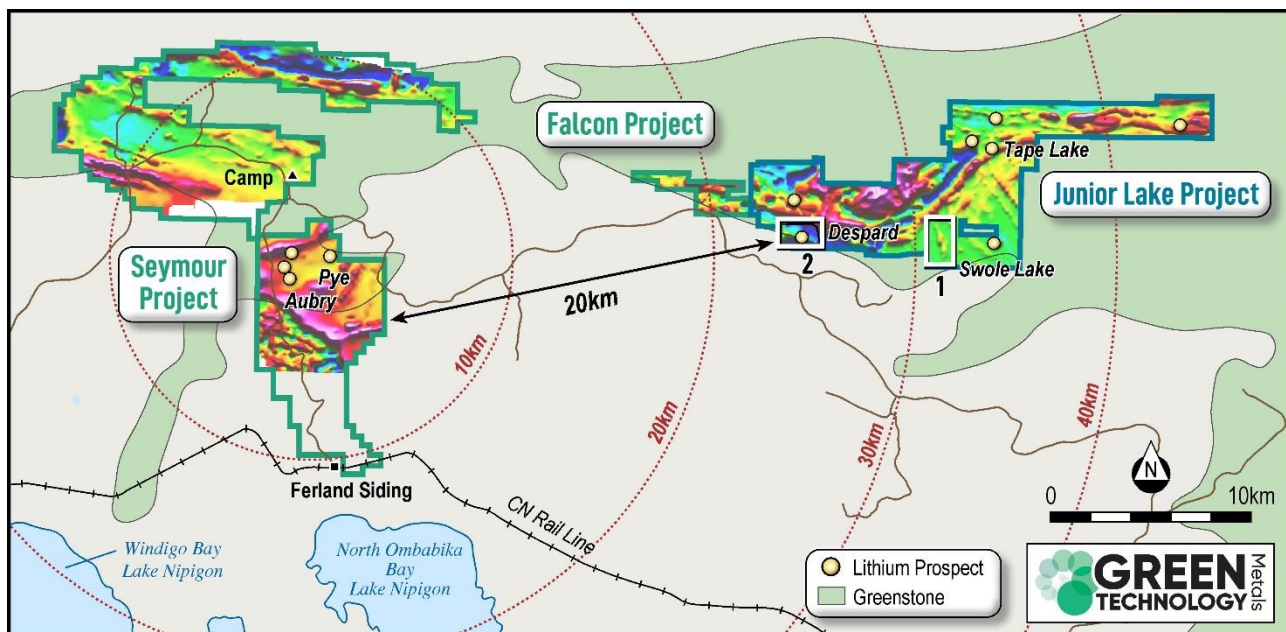 Falcon Project
Tape Lake
Camp
Junior Lake Project
Despard
2
1
Swole Lake
Seymour
Project
Pye
Aubry
20km
10km
20km
30km
40km
N
0
10km
Ferland Siding
CN Rail Line
Windigo Bay
Lake Nipigon
North Ombabika
Bay
Lake Nipigon
Lithium Prospect
Greenstone
GREEN
TECHNOLOGY
Metals